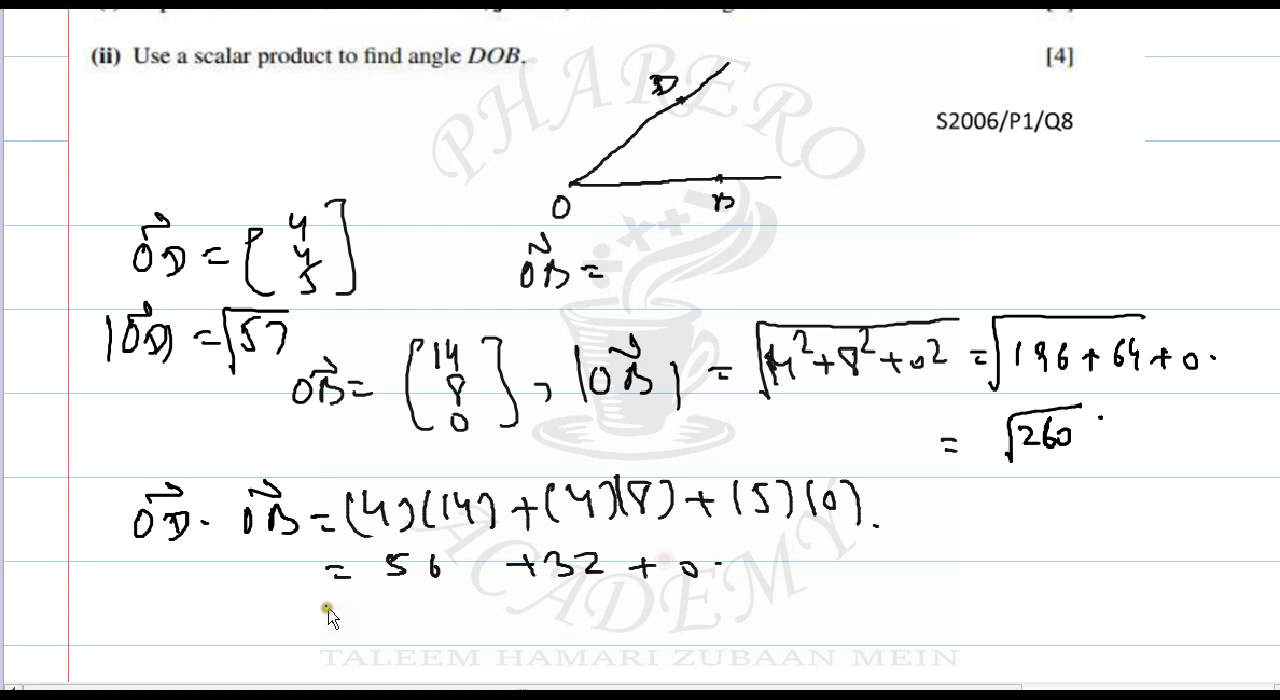 (ii) Use a scalar product to find angle DOB. [4]
D
S2006/P1/Q8
O B
OD = [4 4 5]
OB =
|OD| = √57
OB = [14 8 0] , |OB| = √14² + 8² + 0² = √196 + 64 + 0.
= √260.
OD . OB = (4)(14) + (4)(8) + (5)(0).
= 56 + 32 + 0.
PHARERO
ACADEMY
TALEEM HAMARI ZUBAAN MEIN